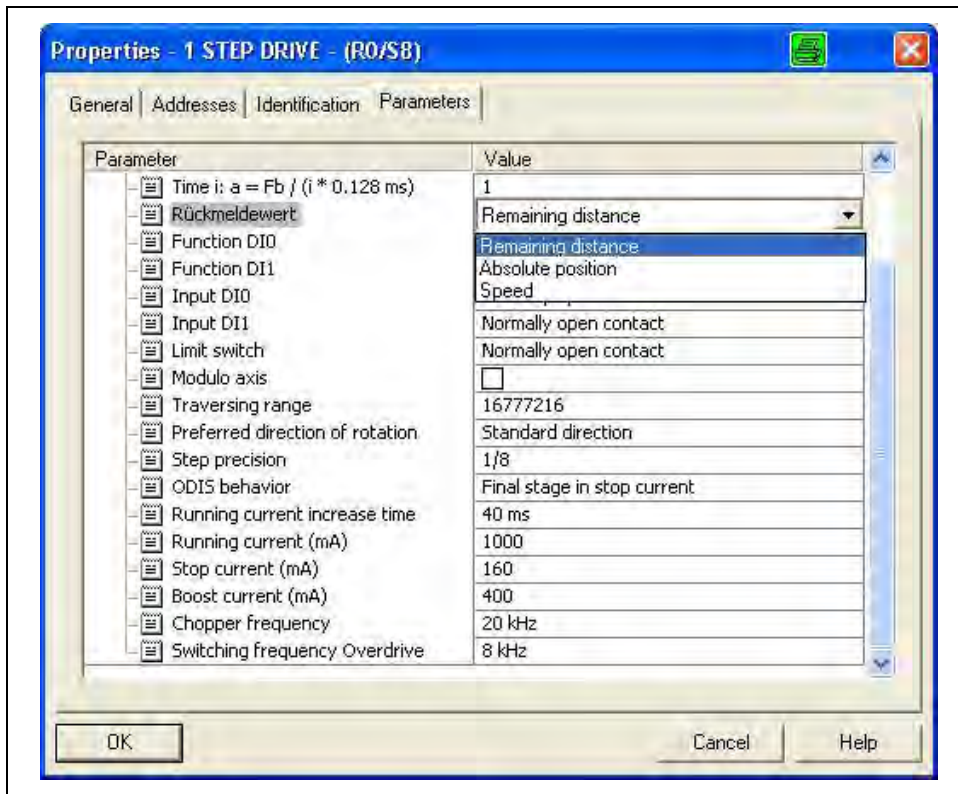 Properties - 1 STEP DRIVE - (R0/S8)
General Addresses Identification Parameters
Parameter Value
Time i: a = Fb / (i * 0.128 ms) 1
Rückmeldewert Remaining distance
Function DI0 Remaining distance
Function DI1 Absolute position
Input DI0 Speed
Input DI1 Normally open contact
Limit switch Normally open contact
Modulo axis
Traversing range 16777216
Preferred direction of rotation Standard direction
Step precision 1/8
ODIS behavior Final stage in stop current
Running current increase time 40 ms
Running current (mA) 1000
Stop current (mA) 160
Boost current (mA) 400
Chopper frequency 20 kHz
Switching frequency Overdrive 8 kHz
OK Cancel Help